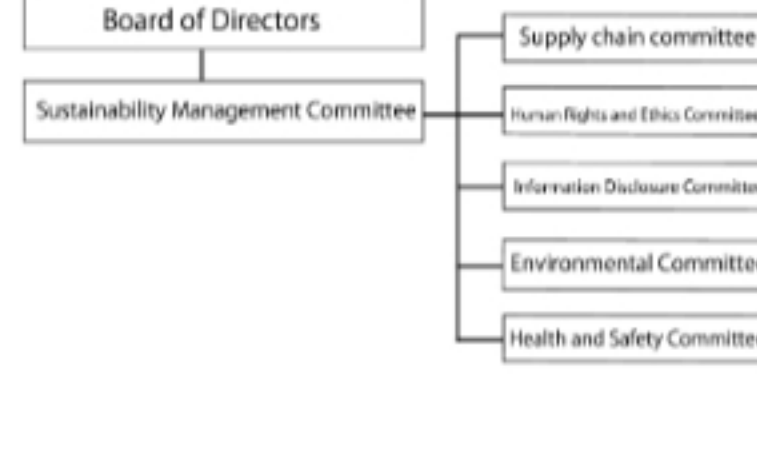 Board of Directors
Sustainability Management Committee
Supply chain committee
Human Rights and Ethics Committee
Information Disclosure Committe
Environmental Committe
Health and Safety Committe